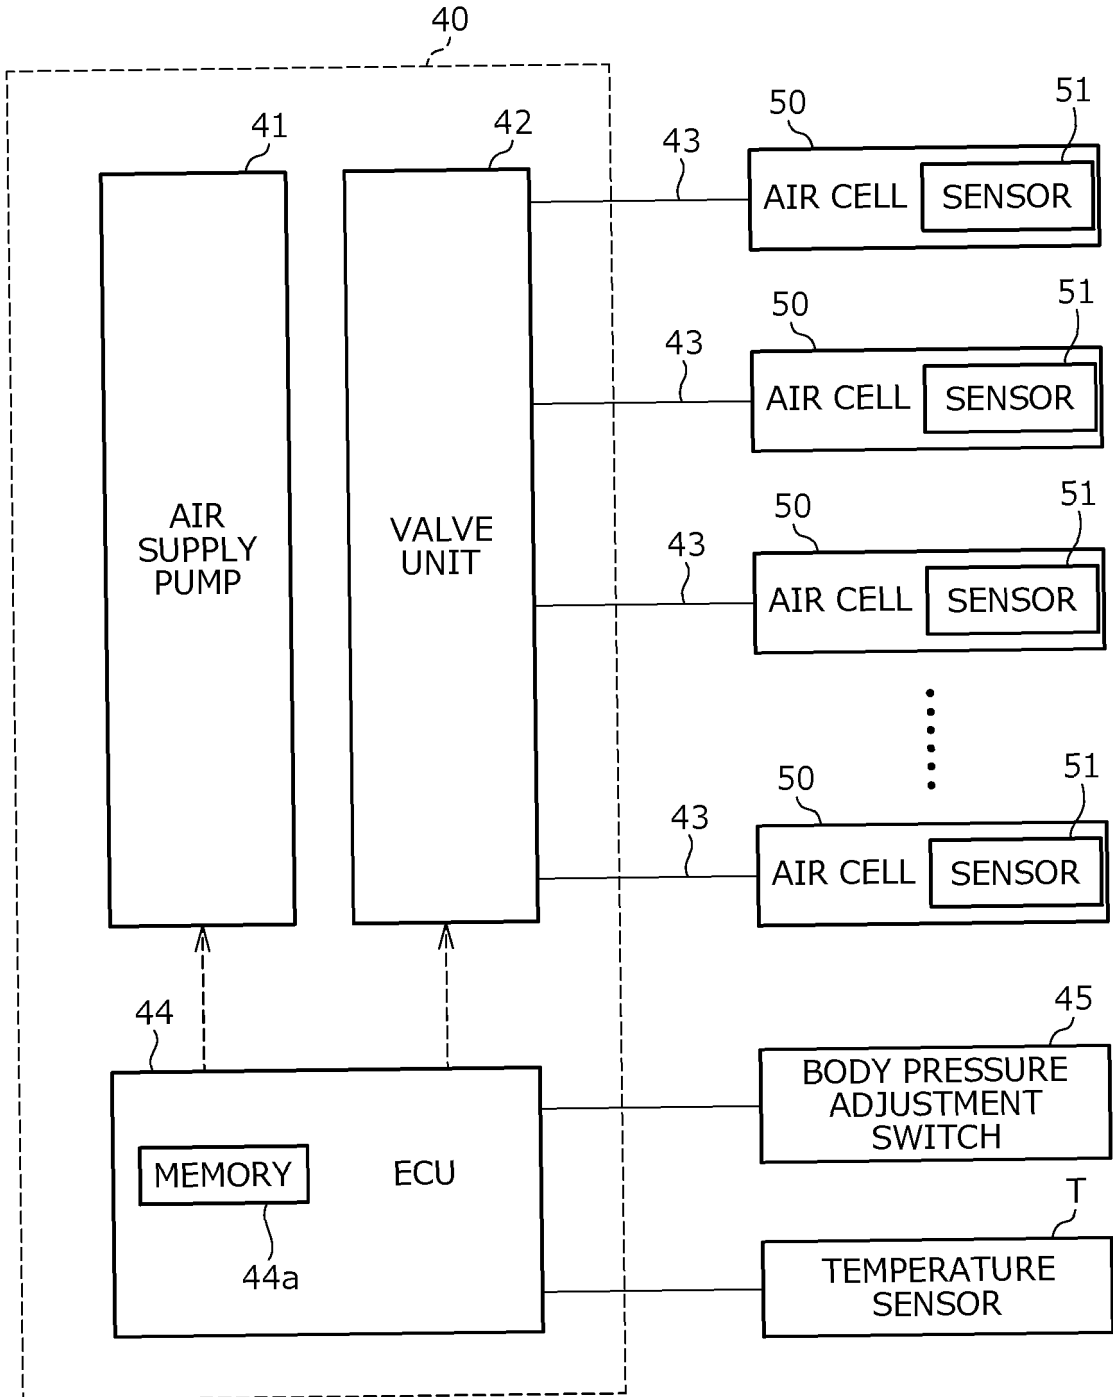 40
41
42
43
50
51
AIR CELL
SENSOR
43
50
51
AIR CELL
SENSOR
AIR
SUPPLY
PUMP
VALVE
UNIT
43
50
51
AIR CELL
SENSOR
43
50
51
AIR CELL
SENSOR
44
45
BODY PRESSURE
ADJUSTMENT
SWITCH
MEMORY
ECU
44a
T
TEMPERATURE
SENSOR